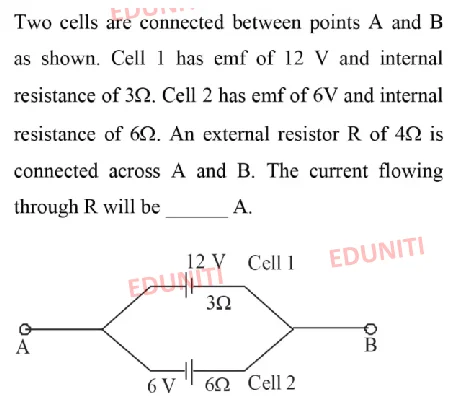 EDUNITI
Two cells are connected between points A and B
as shown. Cell 1 has emf of 12 V and internal
resistance of 3Ω. Cell 2 has emf of 6V and internal
resistance of 6Ω. An external resistor R of 4Ω is
connected across A and B. The current flowing
through R will be ______ A.
12 V Cell 1
EDUNITI
EDUNITI
3Ω
A
B
6 V 6Ω Cell 2